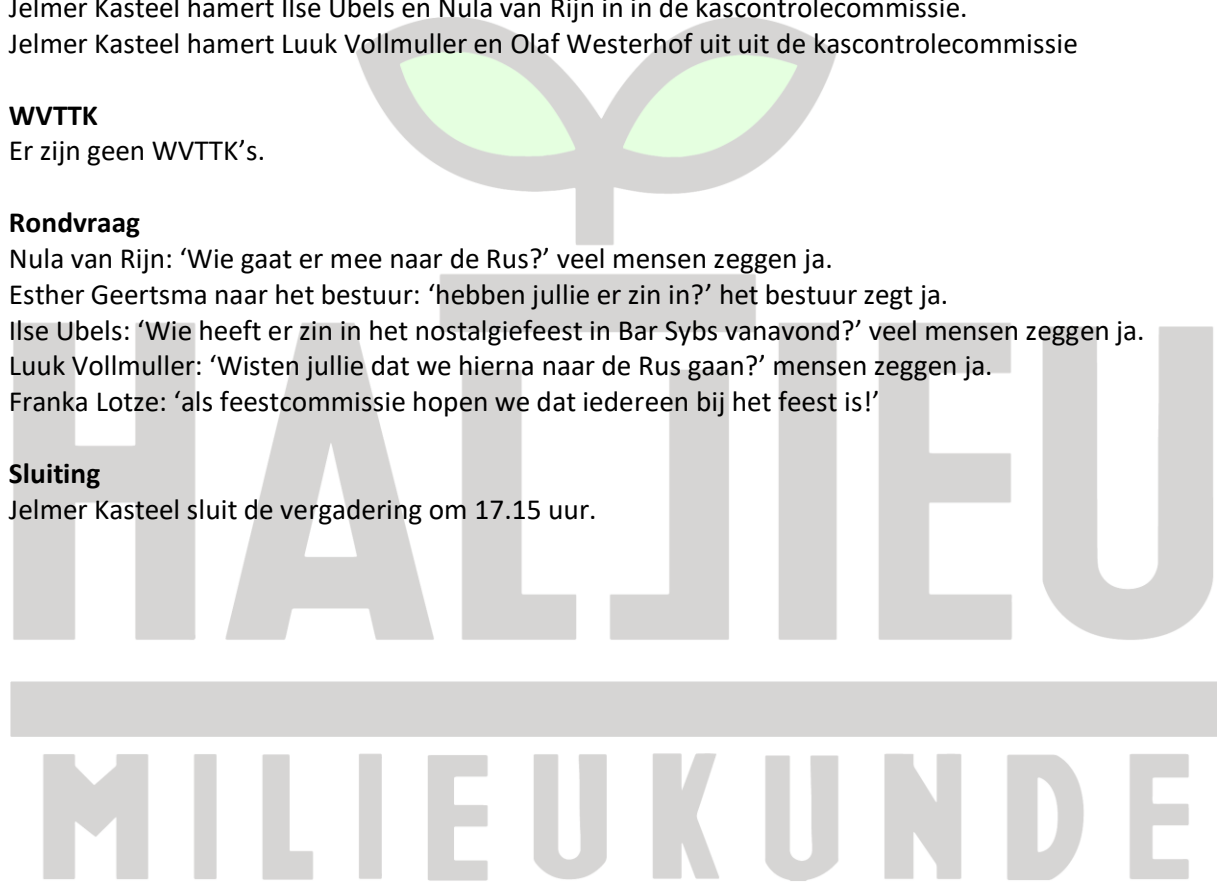 Jelmer Kasteel hamert Ilse Ubels en Nula van Rijn in in de kascontrolecommissie.
Jelmer Kasteel hamert Luuk Vollmuller en Olaf Westerhof uit uit de kascontrolecommissie
WVTTK
Er zijn geen WVTTK’s.
Rondvraag
Nula van Rijn: ‘Wie gaat er mee naar de Rus?’ veel mensen zeggen ja.
Esther Geertsma naar het bestuur: ‘hebben jullie er zin in?’ het bestuur zegt ja.
Ilse Ubels: ‘Wie heeft er zin in het nostalgiefeest in Bar Sybs vanavond?’ veel mensen zeggen ja.
Luuk Vollmuller: ‘Wisten jullie dat we hierna naar de Rus gaan?’ mensen zeggen ja.
Franka Lotze: ‘als feestcommissie hopen we dat iedereen bij het feest is!’
Sluiting
Jelmer Kasteel sluit de vergadering om 17.15 uur.
MILIEUKUNDE